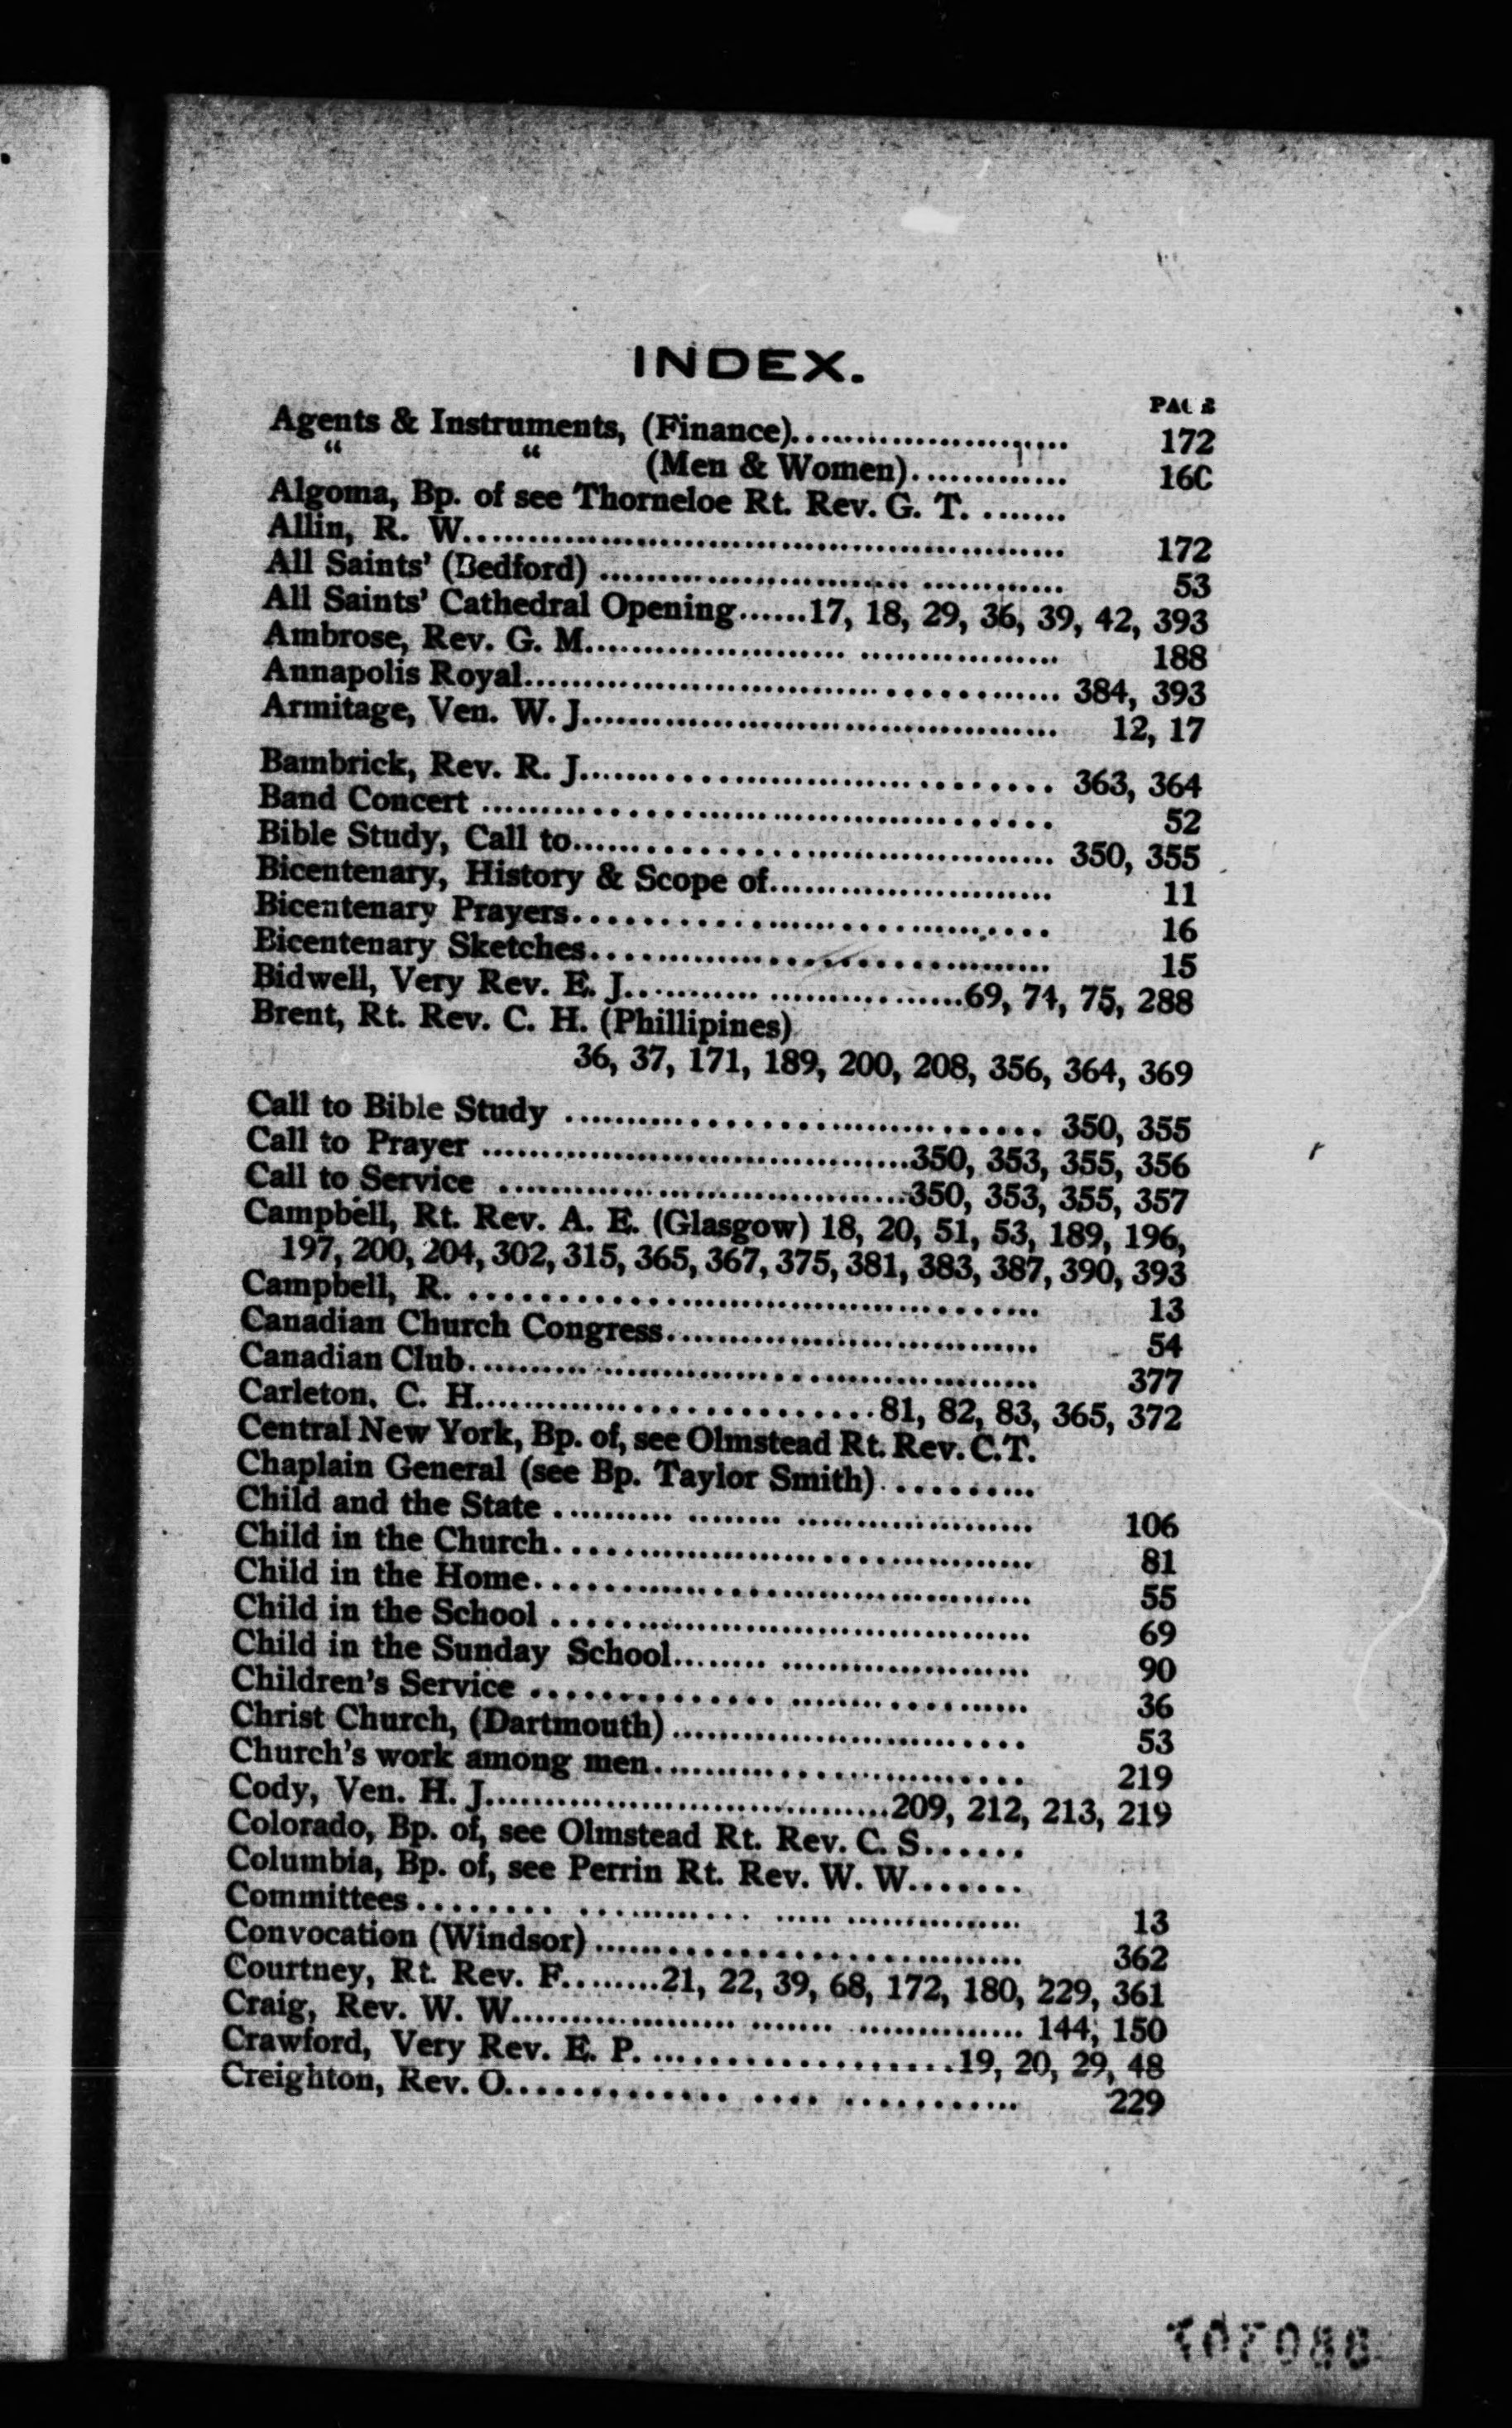 INDEX.
PAGE
Agents & Instruments, (Finance)........................ 172
“ “ (Men & Women)............. 160
Algoma, Bp. of see Thorneloe Rt. Rev. G. T. ........
Allin, R. W.................................................... 172
All Saints’ (Bedford) ........................................ 53
All Saints’ Cathedral Opening......17, 18, 29, 36, 39, 42, 393
Ambrose, Rev. G. M........................................ 188
Annapolis Royal............................................. 384, 393
Armitage, Ven. W. J........................................ 12, 17
Bambrick, Rev. R. J........................................ 363, 364
Band Concert ................................................ 52
Bible Study, Call to........................................ 350, 355
Bicentenary, History & Scope of........................ 11
Bicentenary Prayers........................................ 16
Bicentenary Sketches....................................... 15
Bidwell, Very Rev. E. J.............................69, 74, 75, 288
Brent, Rt. Rev. C. H. (Phillipines)
36, 37, 171, 189, 200, 208, 356, 364, 369
Call to Bible Study ........................................ 350, 355
Call to Prayer ....................................350, 353, 355, 356
Call to Service ...................................350, 353, 355, 357
Campbell, Rt. Rev. A. E. (Glasgow) 18, 20, 51, 53, 189, 196,
197, 200, 204, 302, 315, 365, 367, 375, 381, 383, 387, 390, 393
Campbell, R. ................................................ 13
Canadian Church Congress............................... 54
Canadian Club............................................... 377
Carleton, C. H.................................81, 82, 83, 365, 372
Central New York, Bp. of, see Olmstead Rt. Rev. C.T.
Chaplain General (see Bp. Taylor Smith) ..........
Child and the State ........................................ 106
Child in the Church........................................ 81
Child in the Home.......................................... 55
Child in the School ........................................ 69
Child in the Sunday School.............................. 90
Children’s Service .......................................... 36
Christ Church, (Dartmouth) ............................. 53
Church’s work among men............................... 219
Cody, Ven. H. J..................................209, 212, 213, 219
Colorado, Bp. of, see Olmstead Rt. Rev. C. S......
Columbia, Bp. of, see Perrin Rt. Rev. W. W.......
Committees................................................... 13
Convocation (Windsor) .................................... 362
Courtney, Rt. Rev. F........21, 22, 39, 68, 172, 180, 229, 361
Craig, Rev. W. W........................................... 144, 150
Crawford, Very Rev. E. P. .........................19, 20, 29, 48
Creighton, Rev. O.......................................... 229